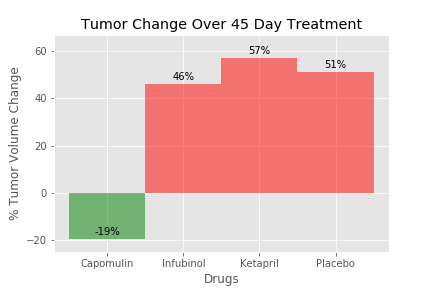 Tumor Change Over 45 Day Treatment
% Tumor Volume Change
60
40
20
0
−20
-19%
46%
57%
51%
Capomulin
Infubinol
Ketapril
Placebo
Drugs